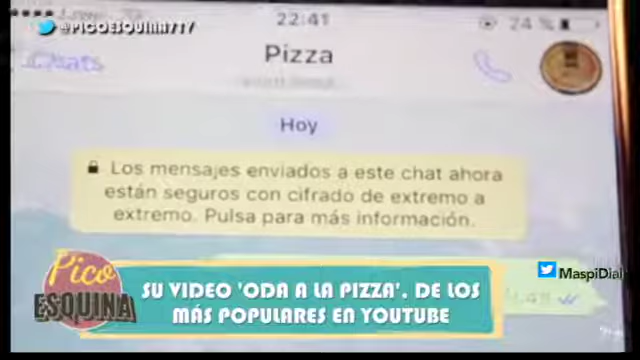 22:41
24 %
@PICOESQUINA7TV
Chats
Pizza
Hoy
Los mensajes enviados a este chat ahora
están seguros con cifrado de extremo a
extremo. Pulsa para más información.
MaspiDial
Pico
ESQUINA
SU VIDEO 'ODA A LA PIZZA', DE LOS
MÁS POPULARES EN YOUTUBE